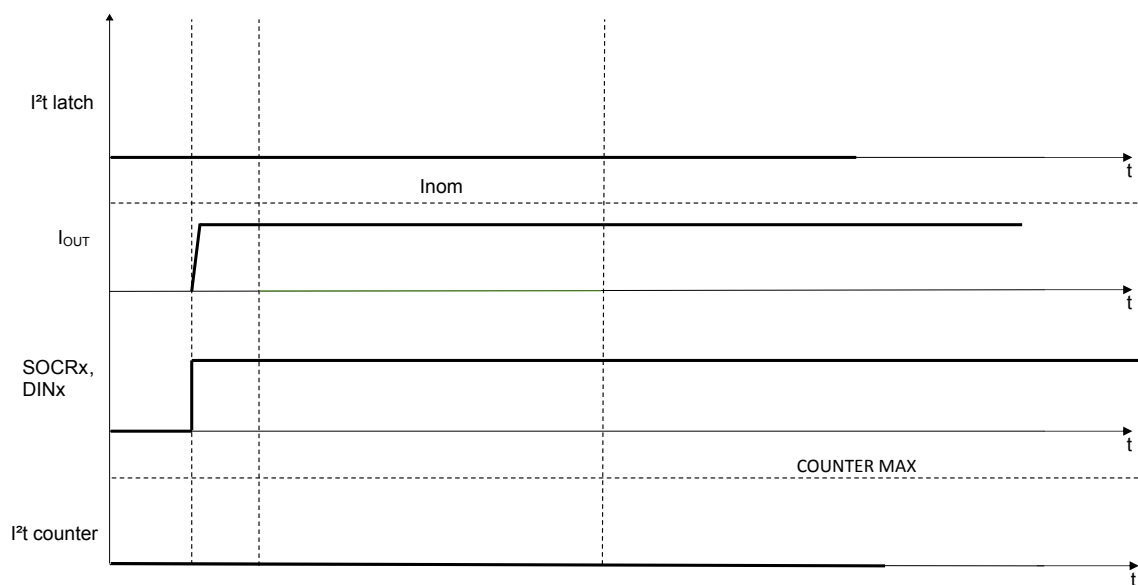 I²t latch
t
Inom
IOUT
t
SOCRx,
DINx
t
COUNTER MAX
I²t counter
t